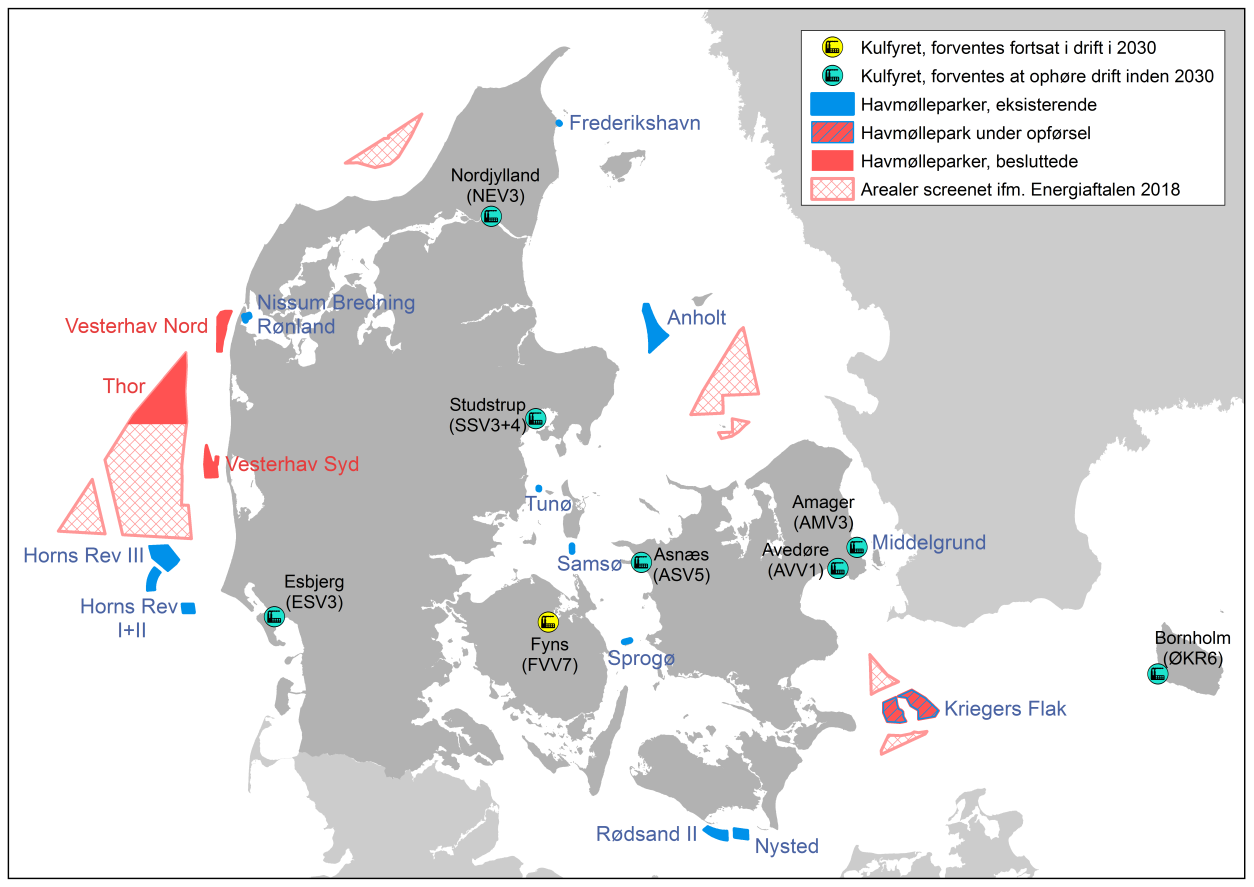 Kulfyret, forventes fortsat i drift i 2030
Kulfyret, forventes at ophøre drift inden 2030
Havmølleparker, eksisterende
Havmøllepark under opførsel
Havmølleparker, besluttede
Arealer screenet ifm. Energiaftalen 2018
Frederikshavn
Nordjylland
(NEV3)
Nissum Bredning
Rønland
Vesterhav Nord
Anholt
Thor
Studstrup
(SSV3+4)
Vesterhav Syd
Tunø
Amager
(AMV3)
Middelgrund
Avedøre
(AVV1)
Horns Rev III
Samsø
Asnæs
(ASV5)
Esbjerg
(ESV3)
Horns Rev
I+II
Fyns
(FVV7)
Sprogø
Bornholm
(ØKR6)
Kriegers Flak
Rødsand II
Nysted